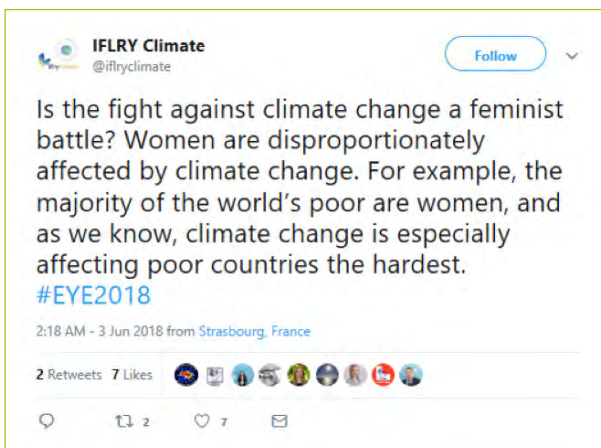 IFLRY Climate
@iflryclimate
Follow
Is the fight against climate change a feminist
battle? Women are disproportionately
affected by climate change. For example, the
majority of the world's poor are women, and
as we know, climate change is especially
affecting poor countries the hardest.
#EYE2018
2:18 AM - 3 Jun 2018 from Strasbourg, France
2 Retweets 7 Likes
2 7